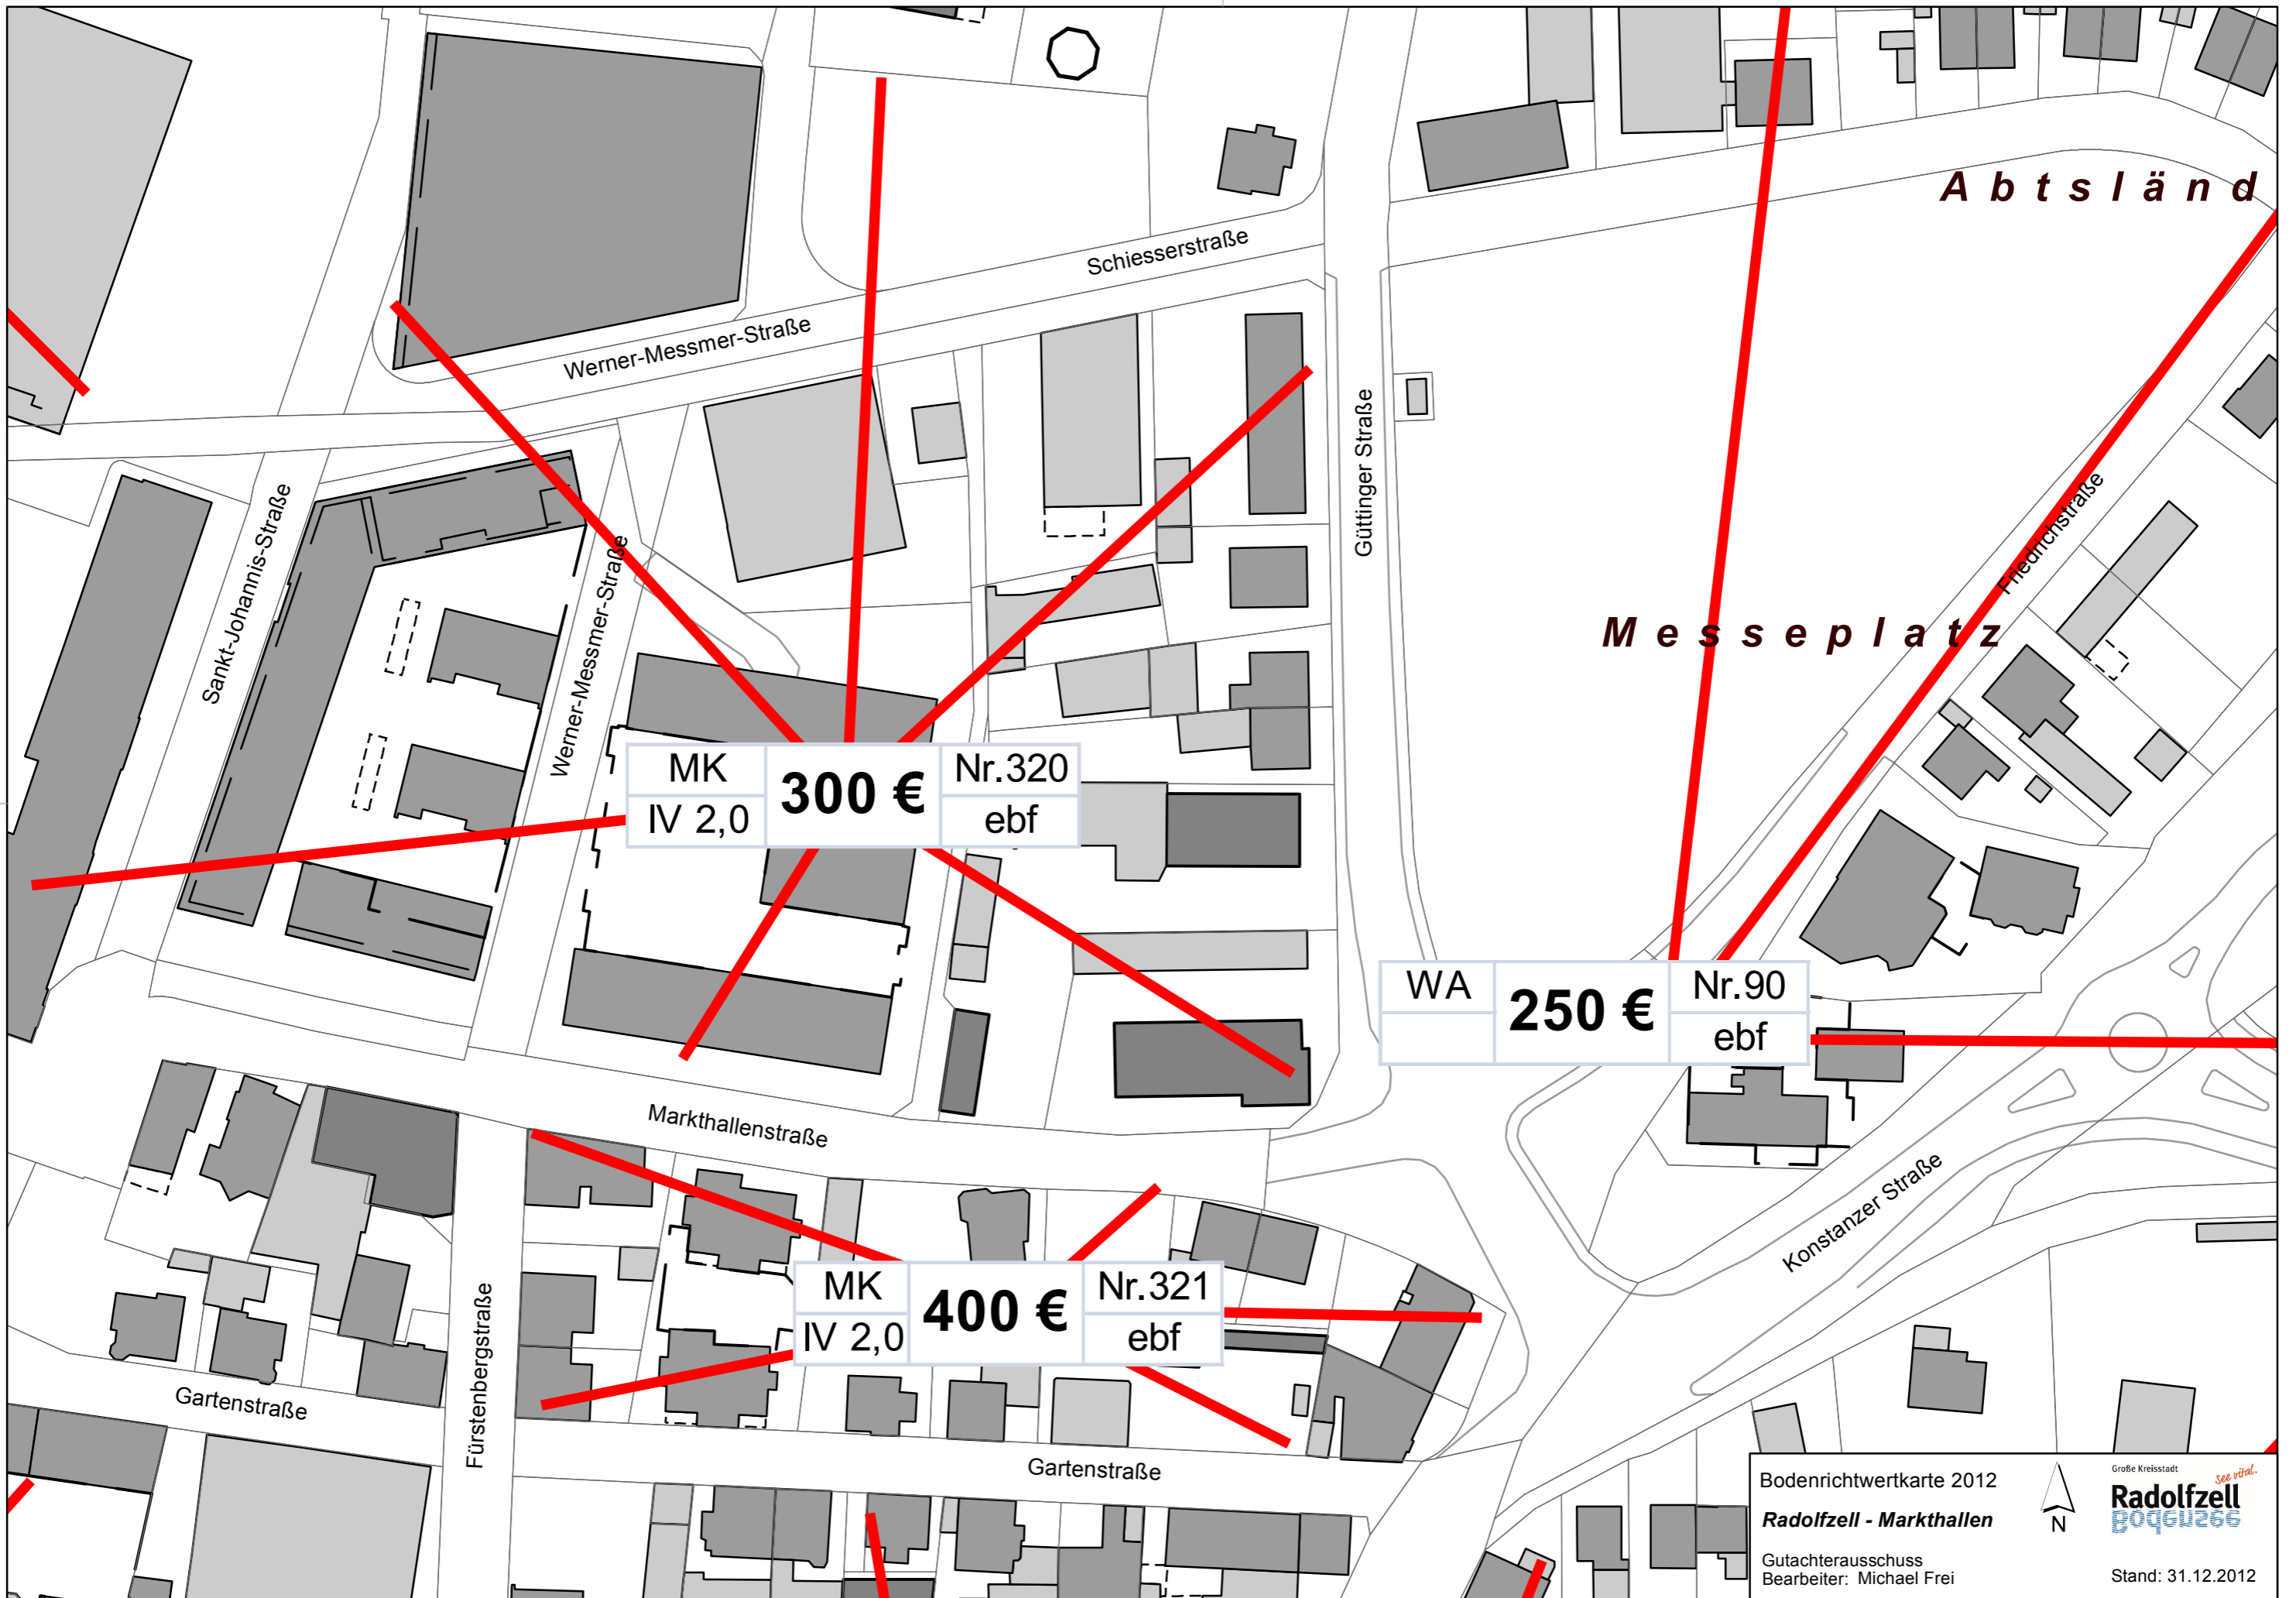 Abtsländ
Schiesserstraße
Werner-Messmer-Straße
Güttinger Straße
Sankt-Johannis-Straße
Werner-Messmer-Straße
Friedrichstraße
Messeplatz
MK 300 € Nr.320
IV 2,0 ebf
WA 250 € Nr.90
ebf
Markthallenstraße
Konstanzer Straße
MK 400 € Nr.321
IV 2,0 ebf
Fürstenbergstraße
Gartenstraße
Gartenstraße
Bodenrichtwertkarte 2012
Radolfzell - Markthallen
Gutachterausschuss
Bearbeiter: Michael Frei
N
Große Kreisstadt
see vital.
Radolfzell
Bodensee
Stand: 31.12.2012